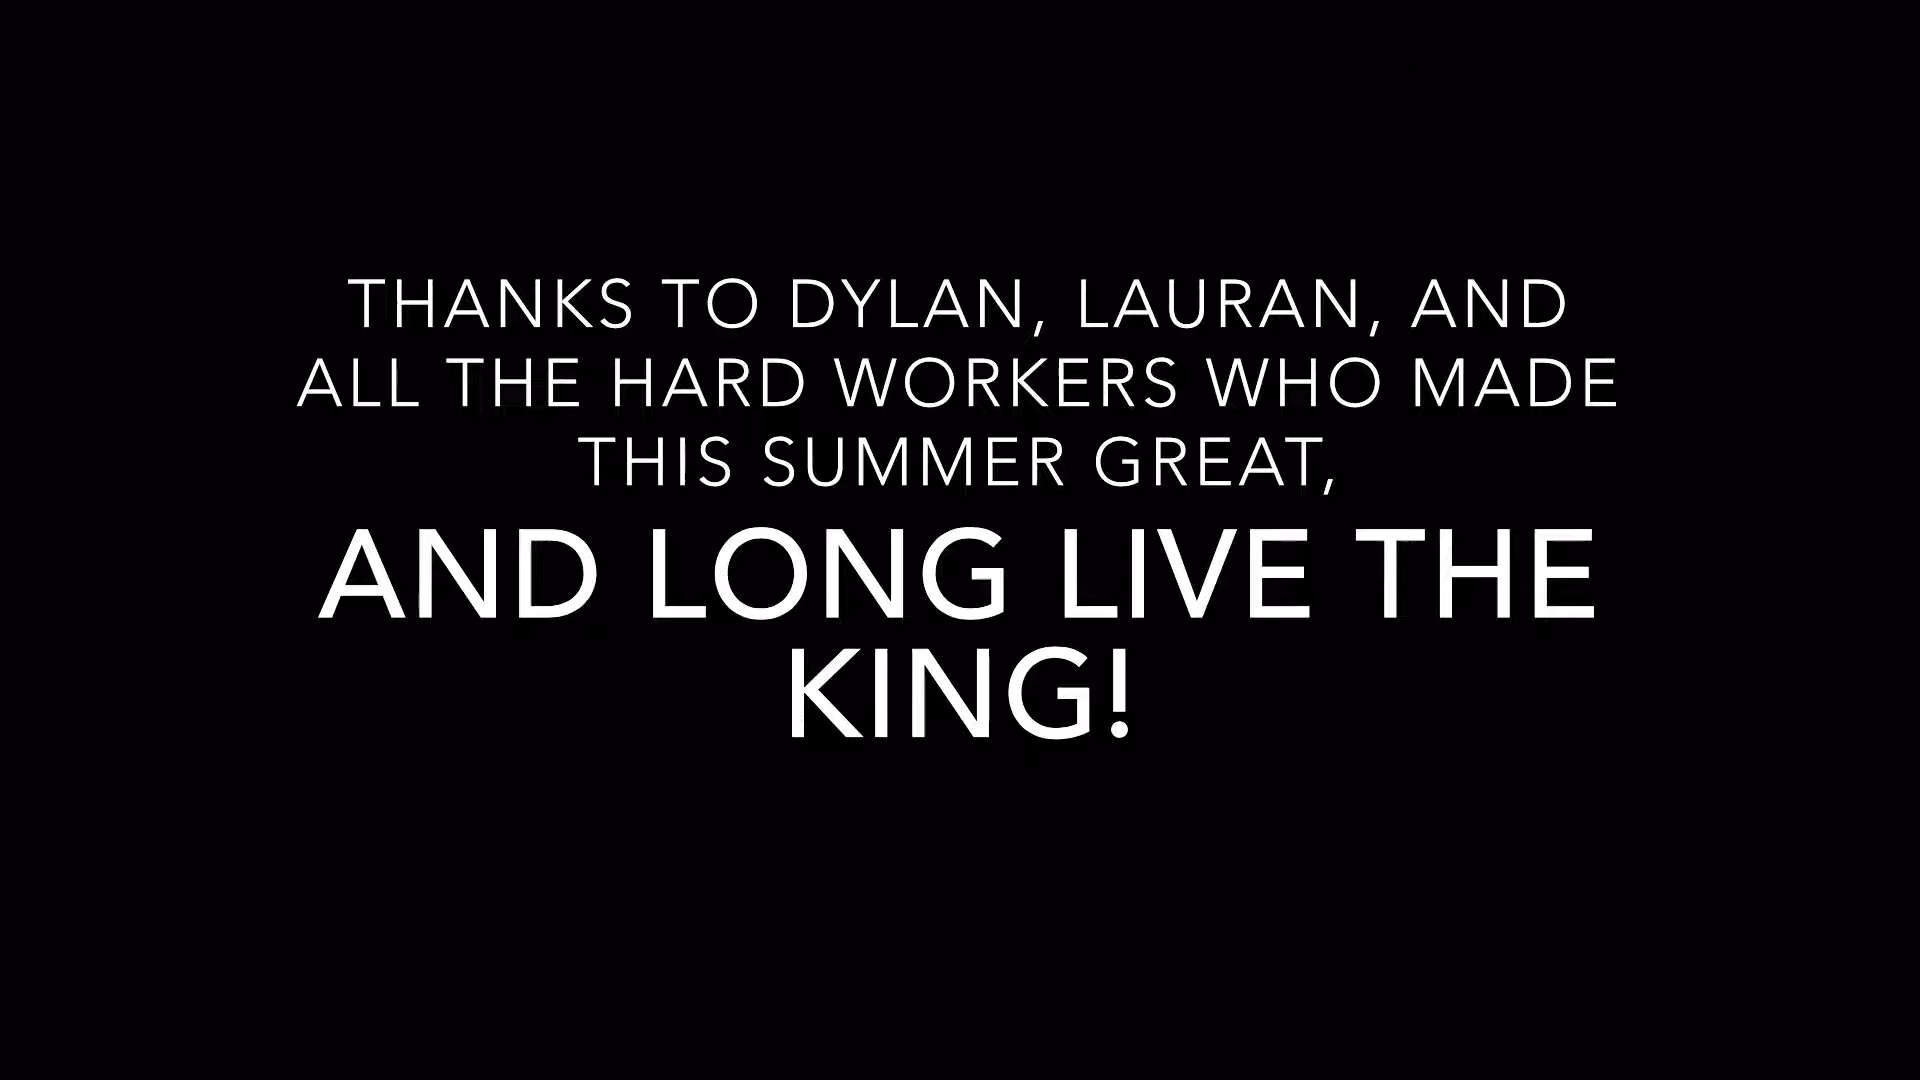 THANKS TO DYLAN, LAURAN, AND
ALL THE HARD WORKERS WHO MADE
THIS SUMMER GREAT,
AND LONG LIVE THE
KING!